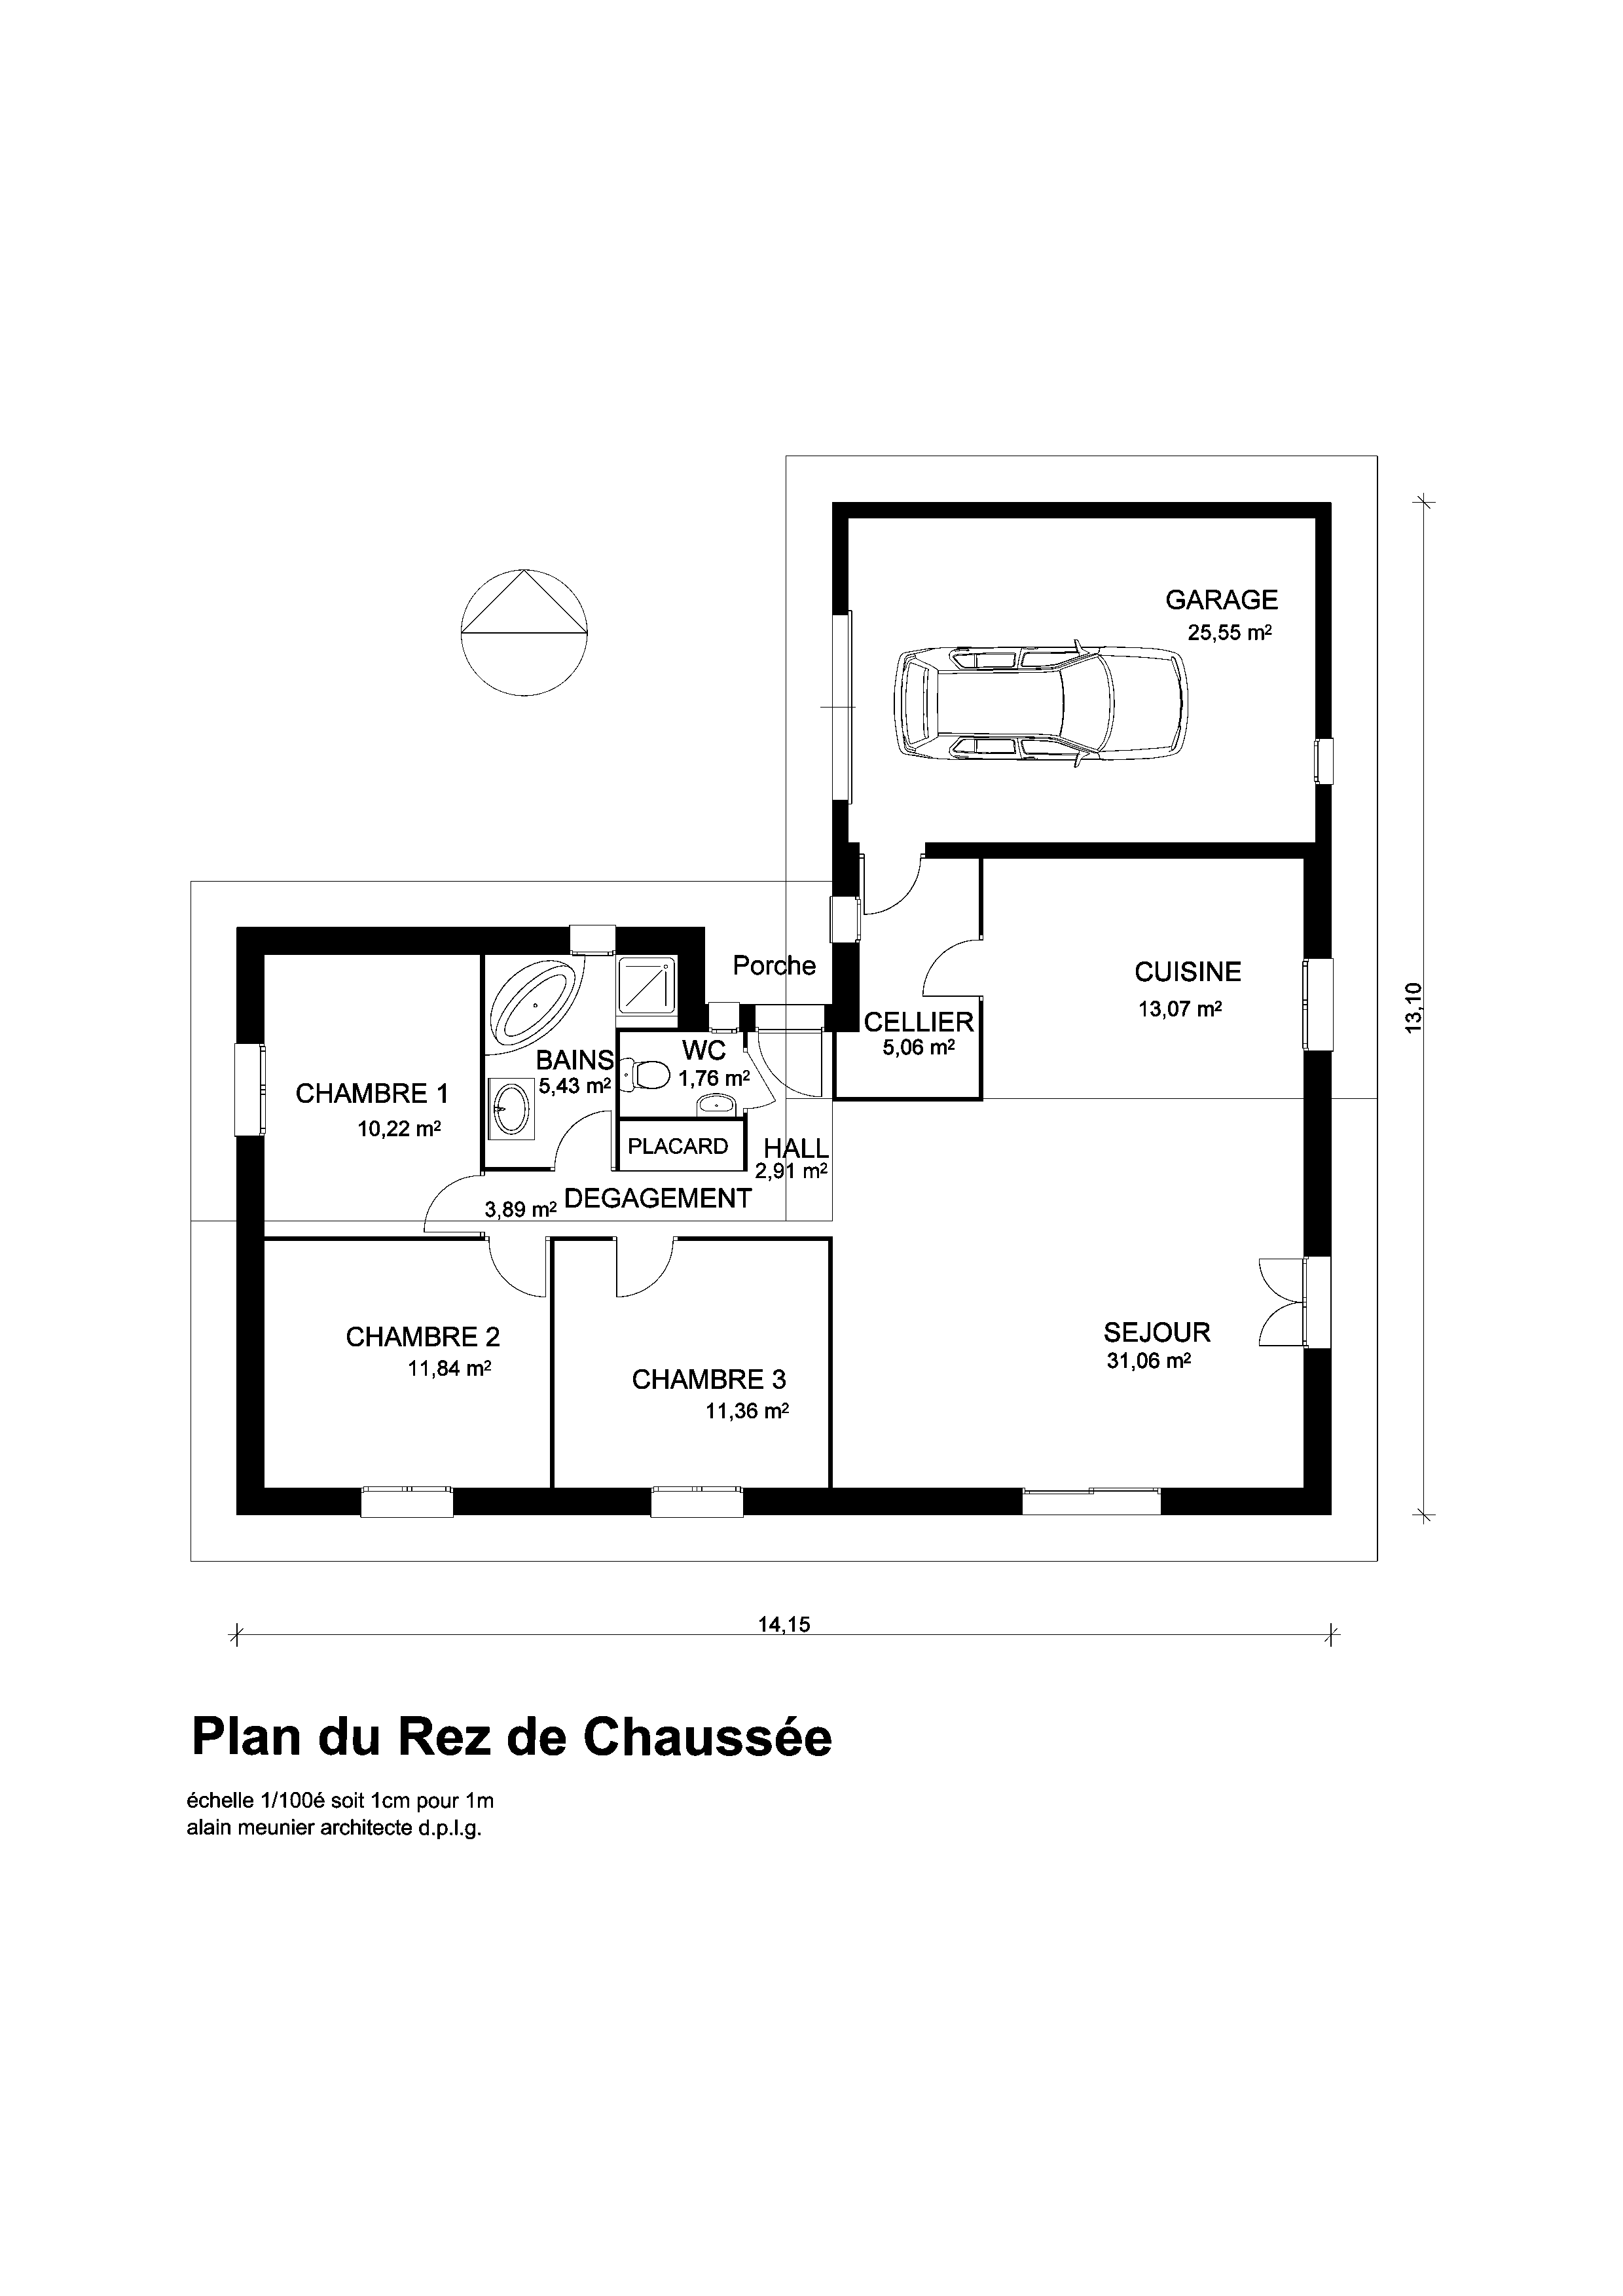 GARAGE
25,55 m²
Porche
CUISINE
13,07 m²
CELLIER
5,06 m²
WC
1,76 m²
BAINS
5,43 m²
CHAMBRE 1
10,22 m²
PLACARD
HALL
2,91 m²
DEGAGEMENT
3,89 m²
CHAMBRE 2
11,84 m²
CHAMBRE 3
11,36 m²
SEJOUR
31,06 m²
13,10
14,15
Plan du Rez de Chaussée
échelle 1/100é soit 1cm pour 1m
alain meunier architecte d.p.l.g.